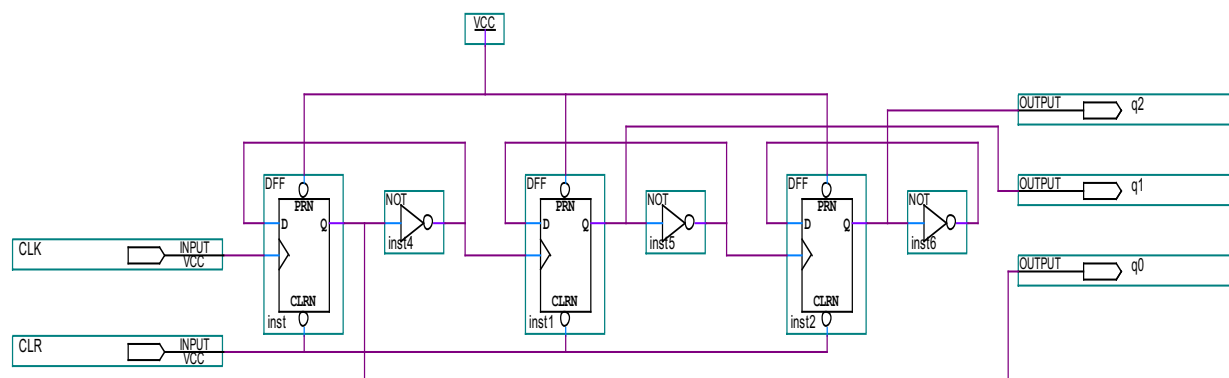 VCC
OUTPUT q2
DFF DFF DFF
PRN PRN PRN
NOT NOT NOT
OUTPUT q1
D Q D Q D Q
CLK INPUT VCC
inst4 inst5 inst6
OUTPUT q0
CLRN CLRN CLRN
inst inst1 inst2
CLR INPUT VCC